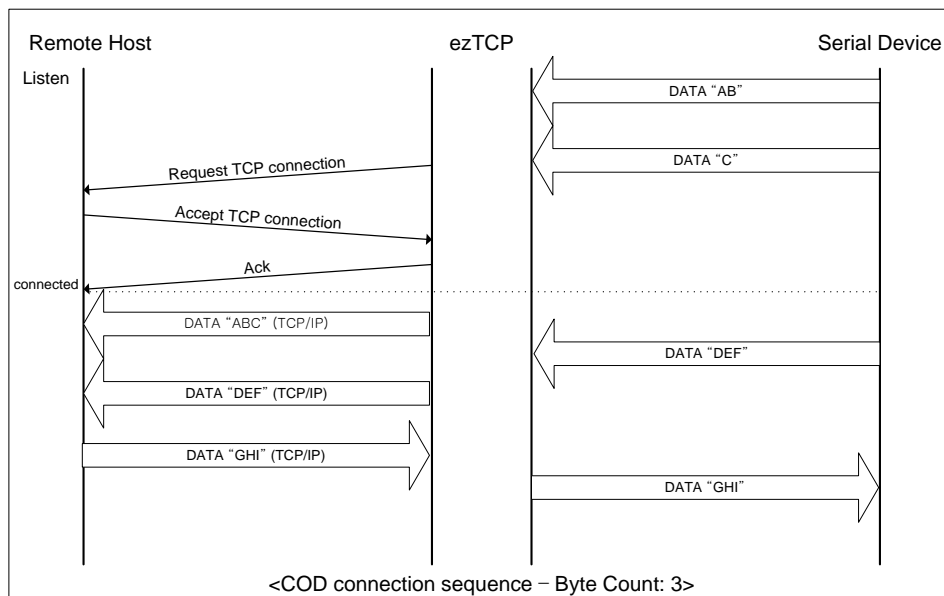 Remote Host
ezTCP
Serial Device
Listen
DATA “AB”
DATA “C”
Request TCP connection
Accept TCP connection
Ack
connected
DATA “ABC” (TCP/IP)
DATA “DEF”
DATA “DEF” (TCP/IP)
DATA “GHI” (TCP/IP)
DATA “GHI”
<COD connection sequence – Byte Count: 3>